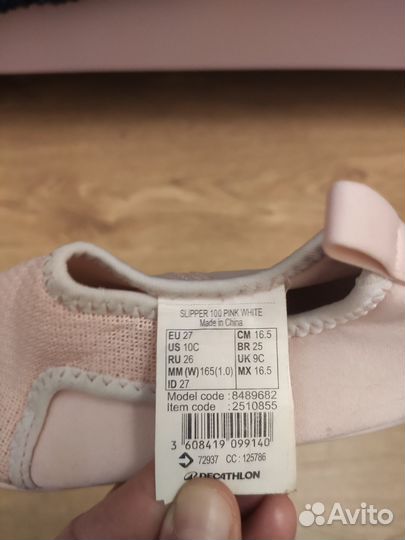 SLIPPER 100 PINK WHITE
Made in China
EU 27 CM 16.5
US 10C BR 25
RU 26 UK 9C
MM (W)165(1.0) MX 16.5
ID 27
Model code :8489682
Item code :2510855
3 608419 099140
72937 CC : 125786
DECATHLON
Avito